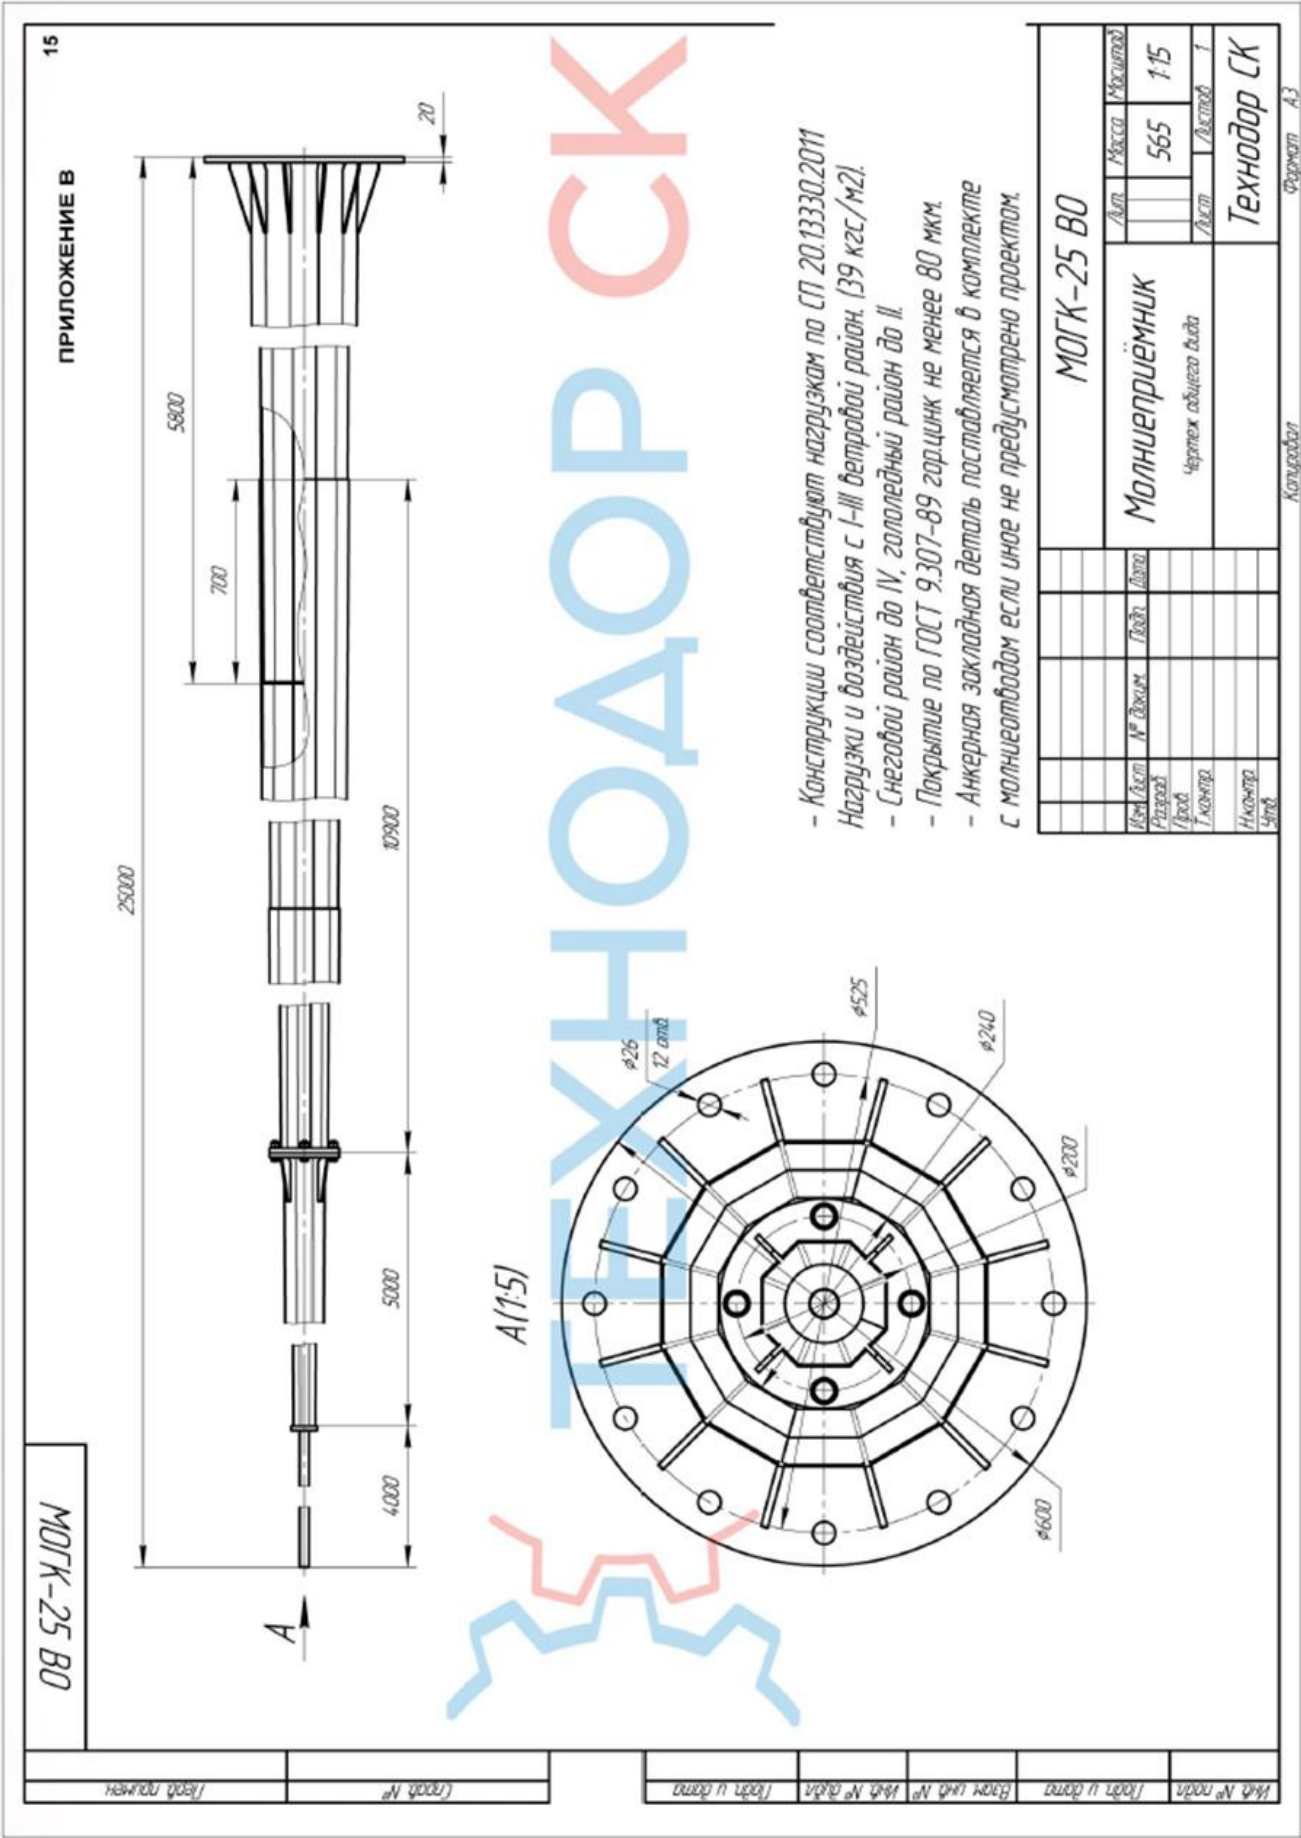 15
ПРИЛОЖЕНИЕ В
МОГК-25 ВО
25000
5800
700
10900
5000
4000
20
А
А(1:5)
⌀26
12 отв.
⌀525
⌀240
⌀200
⌀600
ТЕХНОДОР СК
- Конструкции соответствуют нагрузкам по СП 20.13330.2011
Нагрузки и воздействия с I-III ветровой район. (39 кгс/м2).
- Снеговой район до IV, гололедный район до II.
- Покрытие по ГОСТ 9.307-89 гор.цинк не менее 80 мкм.
- Анкерная закладная деталь поставляется в комплекте
с молниеотводом если иное не предусмотрено проектом.
МОГК-25 ВО
Изм. Лист № докум. Подп. Дата
Разраб.
Пров.
Т.контр.
Н.контр.
Утв.
Молниеприёмник
Чертеж общего вида
Лит. Масса Масштаб
565 1:15
Лист Листов 1
Технодор СК
Копировал Формат А3
Перв. примен.
Справ. №
Подп. и дата
Инв. № дубл.
Взам. инв. №
Подп. и дата
Инв. № подл.